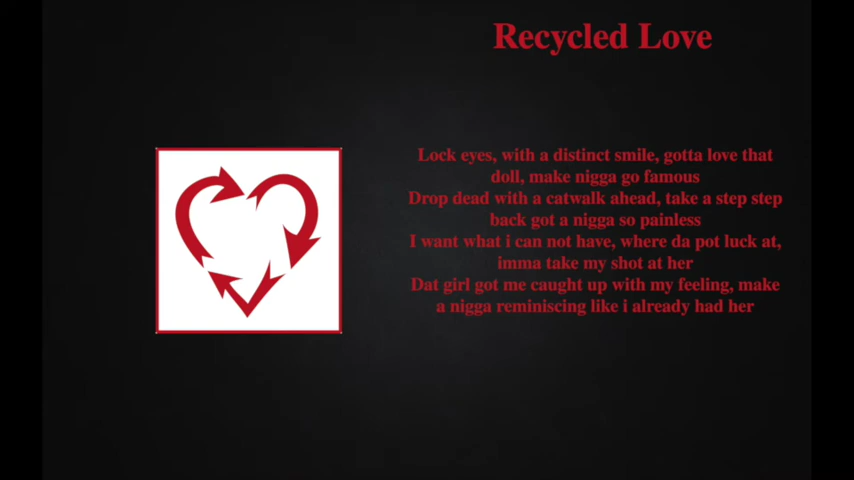 Recycled Love
Lock eyes, with a distinct smile, gotta love that
doll, make nigga go famous
Drop dead with a catwalk ahead, take a step step
back got a nigga so painless
I want what i can not have, where da pot luck at,
imma take my shot at her
Dat girl got me caught up with my feeling, make
a nigga reminiscing like i already had her